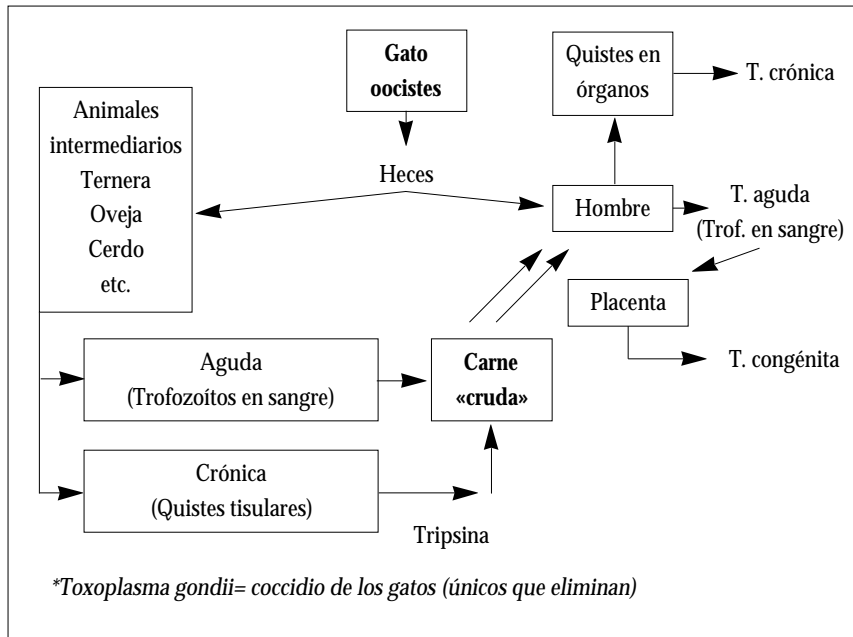 Gato
oocistes
Quistes en
órganos
T. crónica
Animales
intermediarios
Ternera
Oveja
Cerdo
etc.
Heces
Hombre
T. aguda
(Trof. en sangre)
Placenta
T. congénita
Aguda
(Trofozoítos en sangre)
Carne
«cruda»
Crónica
(Quistes tisulares)
Tripsina
*Toxoplasma gondii= coccidio de los gatos (únicos que eliminan)